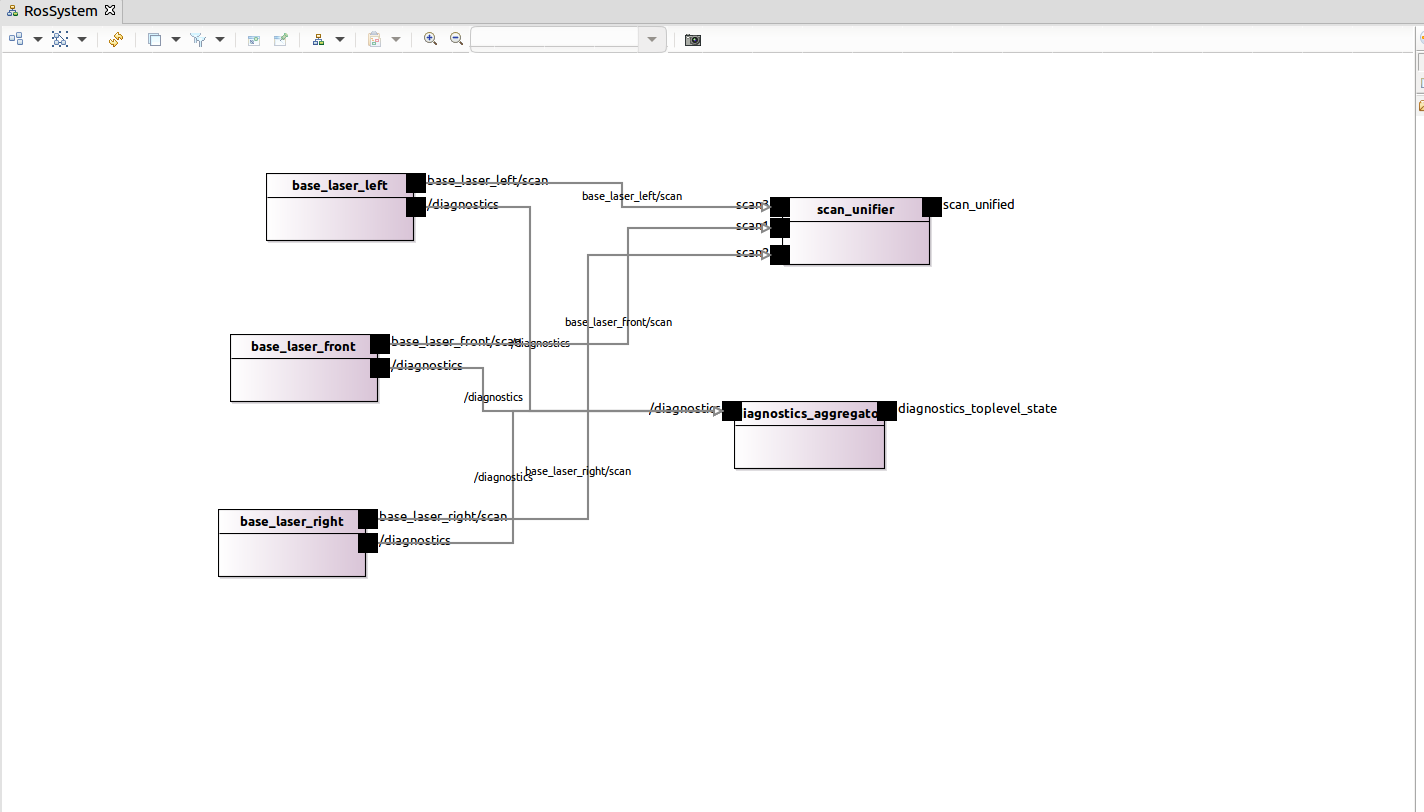 RosSystem
base_laser_left
base_laser_left/scan
/diagnostics
base_laser_left/scan
scan3
scan1
scan2
scan_unifier
scan_unified
base_laser_front
base_laser_front/scan
/diagnostics
base_laser_front/scan
/diagnostics
/diagnostics
/diagnostics
iagnostics_aggregato
diagnostics_toplevel_state
/diagnostics
base_laser_right/scan
base_laser_right
base_laser_right/scan
/diagnostics